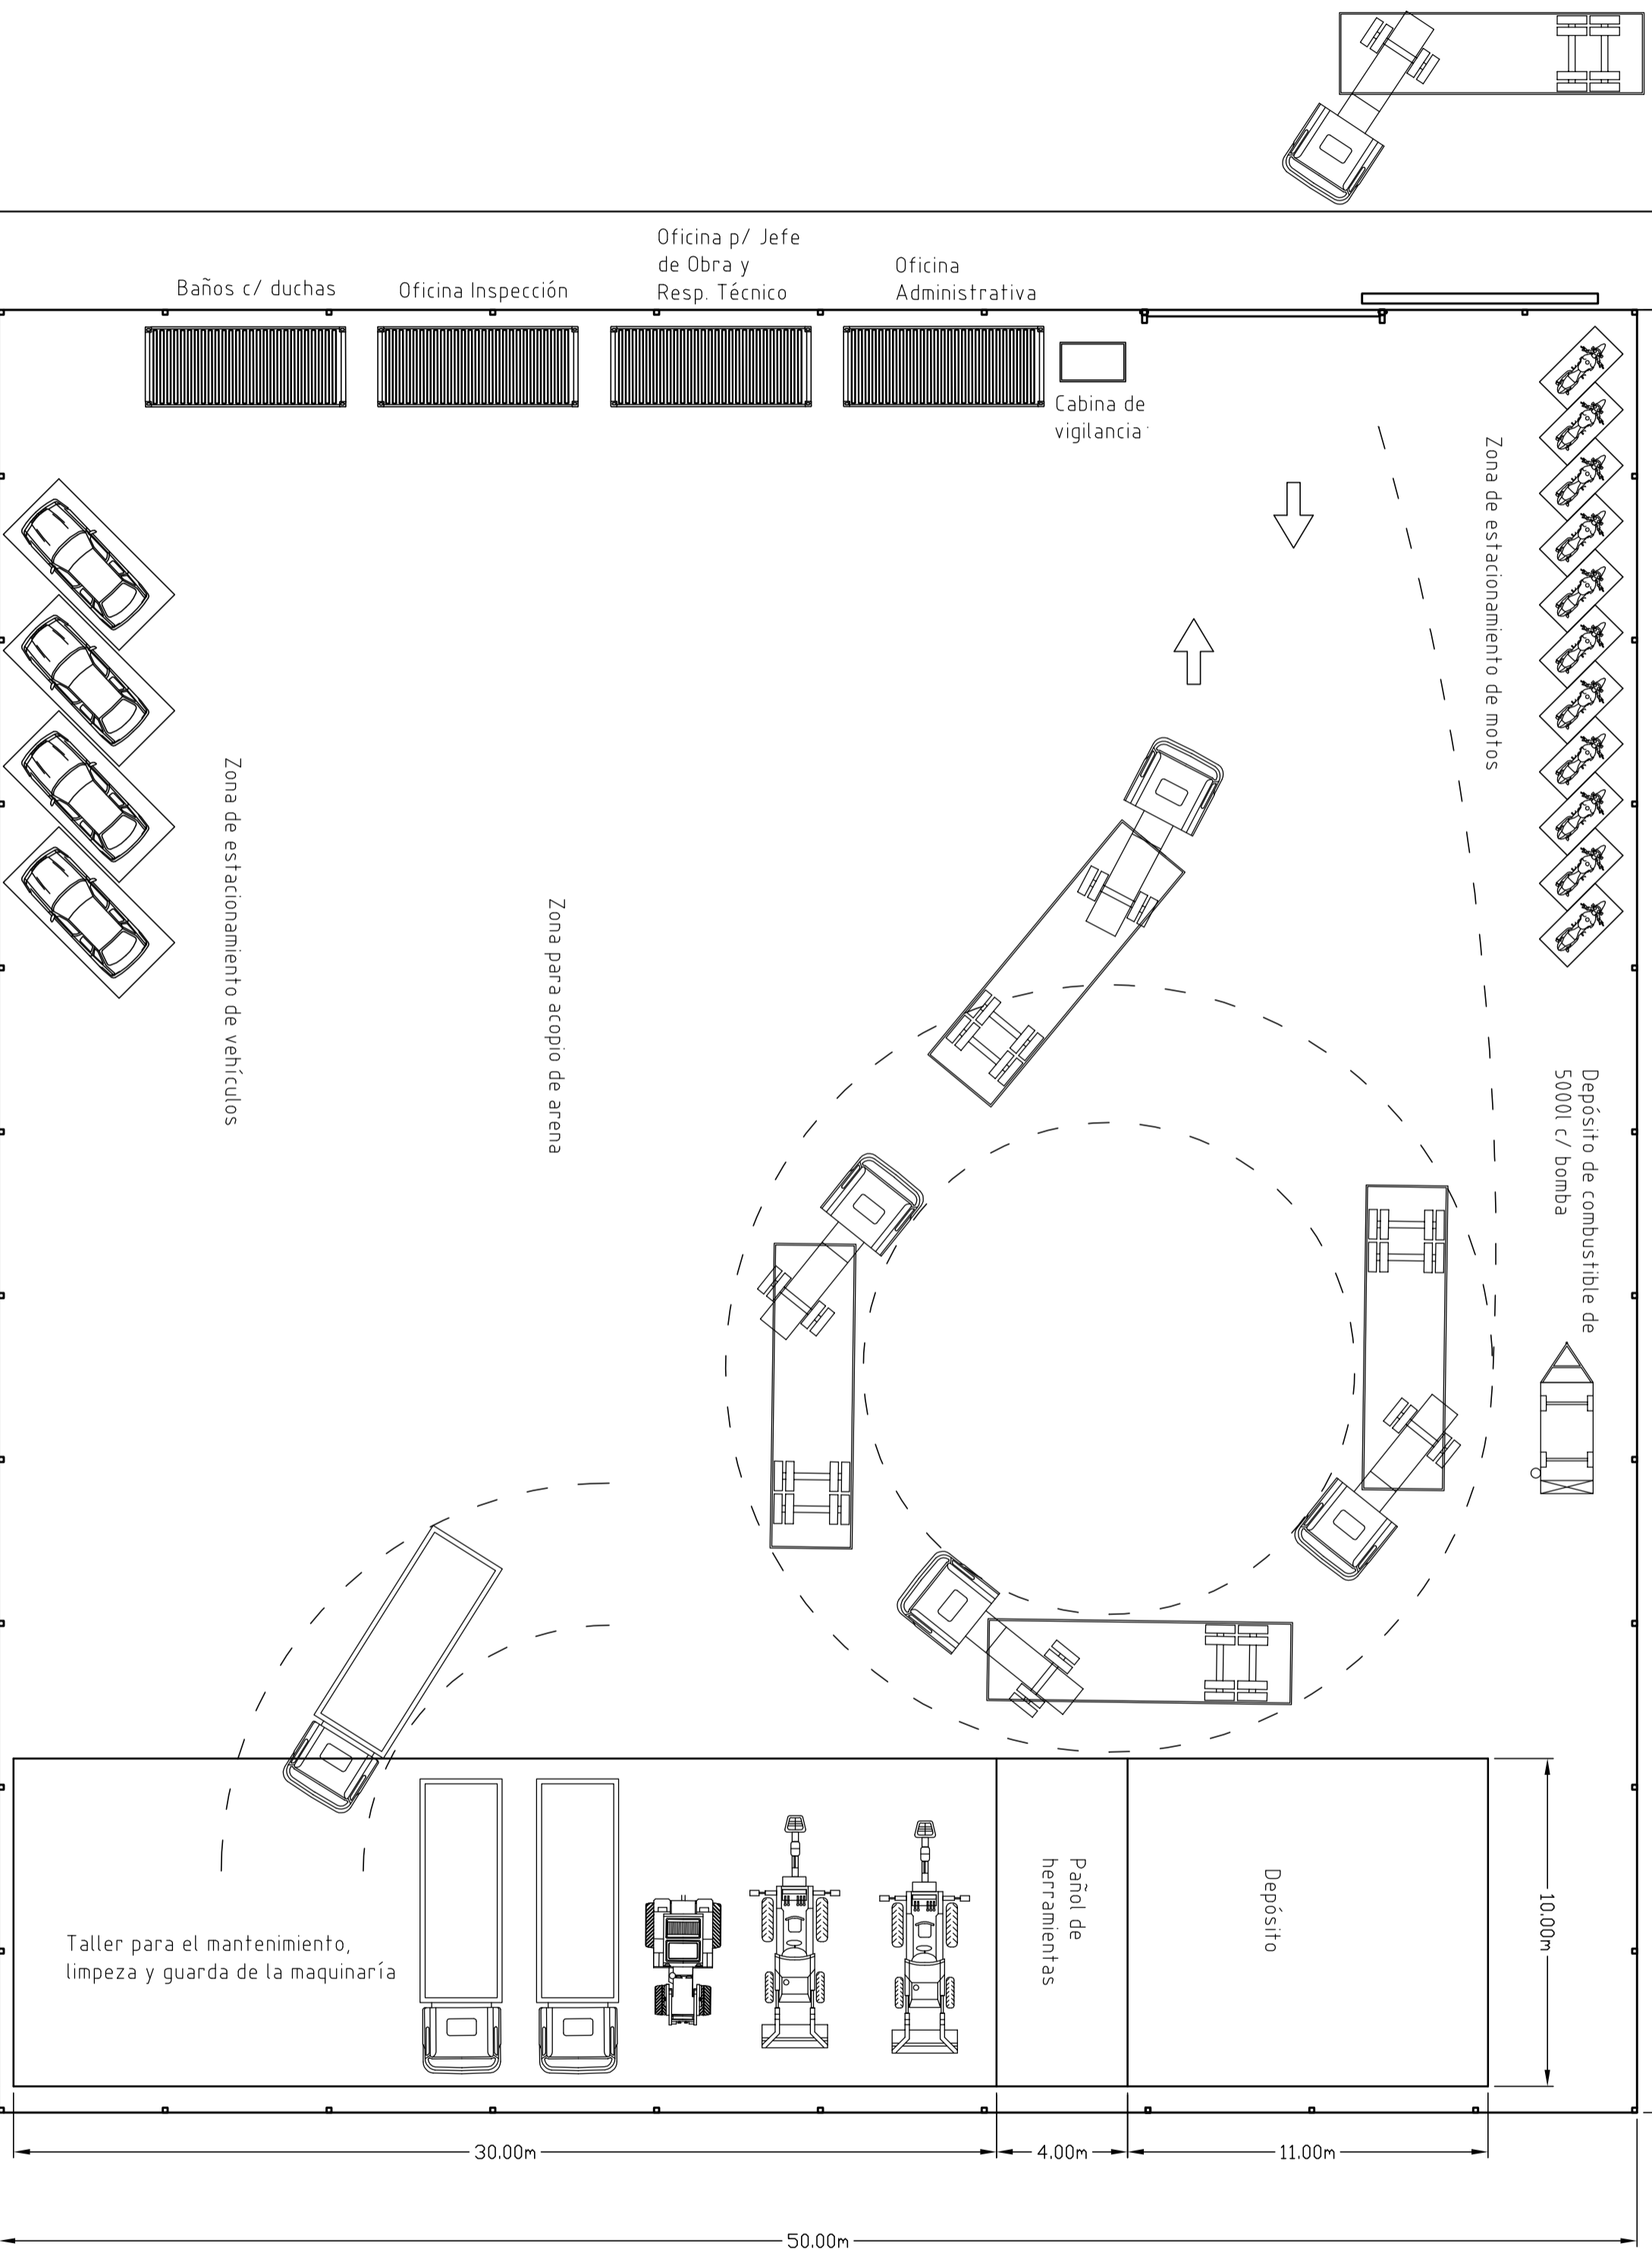 Oficina p/ Jefe
de Obra y
Resp. Técnico
Oficina
Administrativa
Baños c/ duchas
Oficina Inspección
Cabina de
vigilancia
Zona de estacionamiento de motos
Zona de estacionamiento de vehículos
Zona para acopio de arena
Depósito de combustible de
5000l c/ bomba
Taller para el mantenimiento,
limpeza y guarda de la maquinaría
Pañol de
herramientas
Depósito
10.00m
30.00m
4.00m
11.00m
50.00m